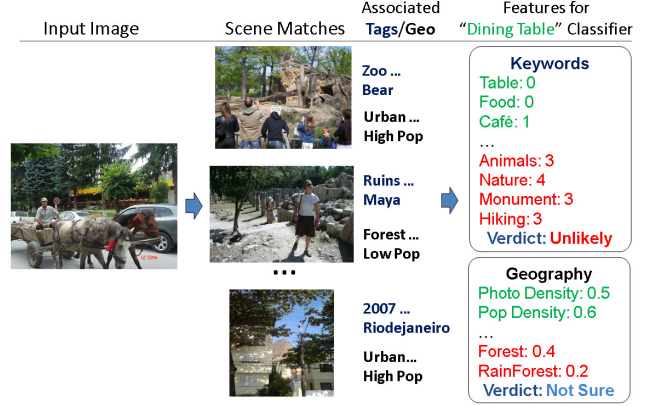 Input Image
Scene Matches
Associated
Tags/Geo
Features for
“Dining Table” Classifier
Zoo ...
Bear
Urban ...
High Pop
Ruins ...
Maya
Forest ...
Low Pop
...
2007 ...
Riodejaneiro
Urban...
High Pop
Keywords
Table: 0
Food: 0
Café: 1
...
Animals: 3
Nature: 4
Monument: 3
Hiking: 3
Verdict: Unlikely
Geography
Photo Density: 0.5
Pop Density: 0.6
...
Forest: 0.4
RainForest: 0.2
Verdict: Not Sure